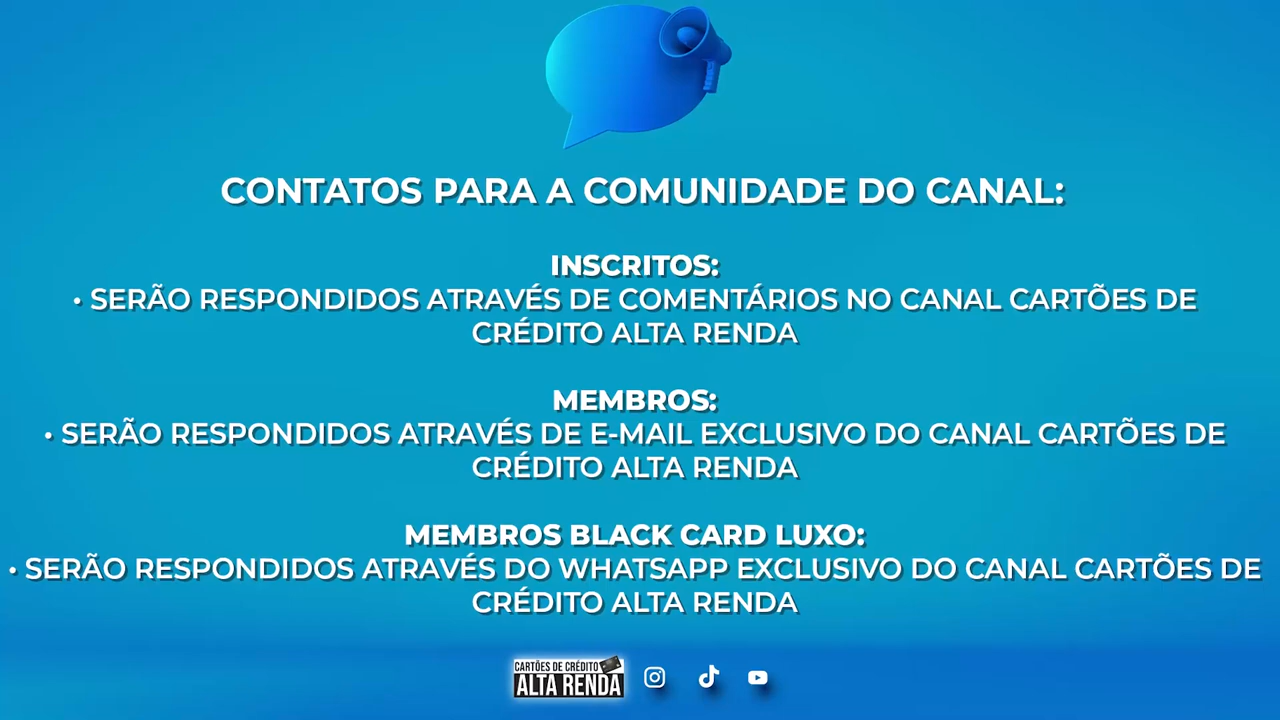 CONTATOS PARA A COMUNIDADE DO CANAL:
INSCRITOS:
• SERÃO RESPONDIDOS ATRAVÉS DE COMENTÁRIOS NO CANAL CARTÕES DE
CRÉDITO ALTA RENDA
MEMBROS:
• SERÃO RESPONDIDOS ATRAVÉS DE E-MAIL EXCLUSIVO DO CANAL CARTÕES DE
CRÉDITO ALTA RENDA
MEMBROS BLACK CARD LUXO:
• SERÃO RESPONDIDOS ATRAVÉS DO WHATSAPP EXCLUSIVO DO CANAL CARTÕES DE
CRÉDITO ALTA RENDA
CARTÕES DE CRÉDITO
ALTA RENDA